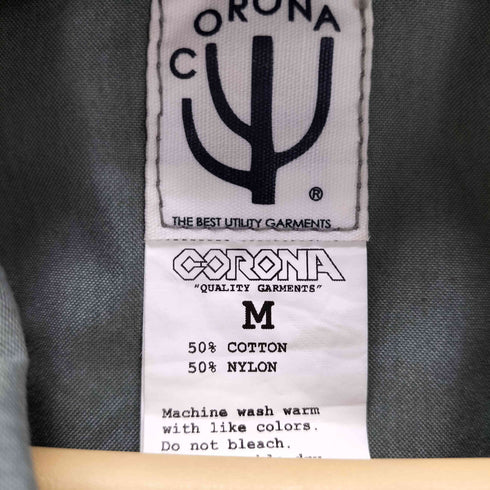 CORONA
®
THE BEST UTILITY GARMENTS
CORONA
"QUALITY GARMENTS"
M
50% COTTON
50% NYLON
Machine wash warm
with like colors.
Do not bleach.